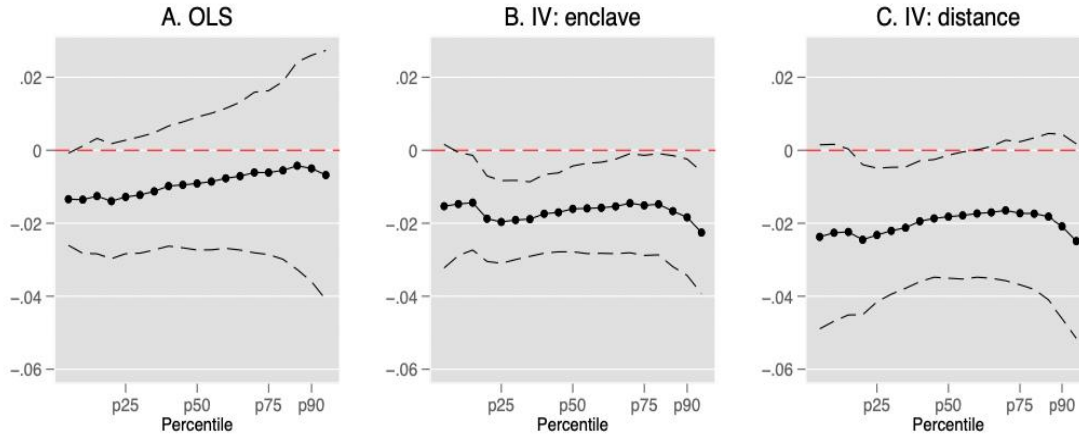 A. OLS
.02
0
-.02
-.04
-.06
p25 p50 p75 p90
Percentile
B. IV: enclave
.02
0
-.02
-.04
-.06
p25 p50 p75 p90
Percentile
C. IV: distance
.02
0
-.02
-.04
-.06
p25 p50 p75 p90
Percentile